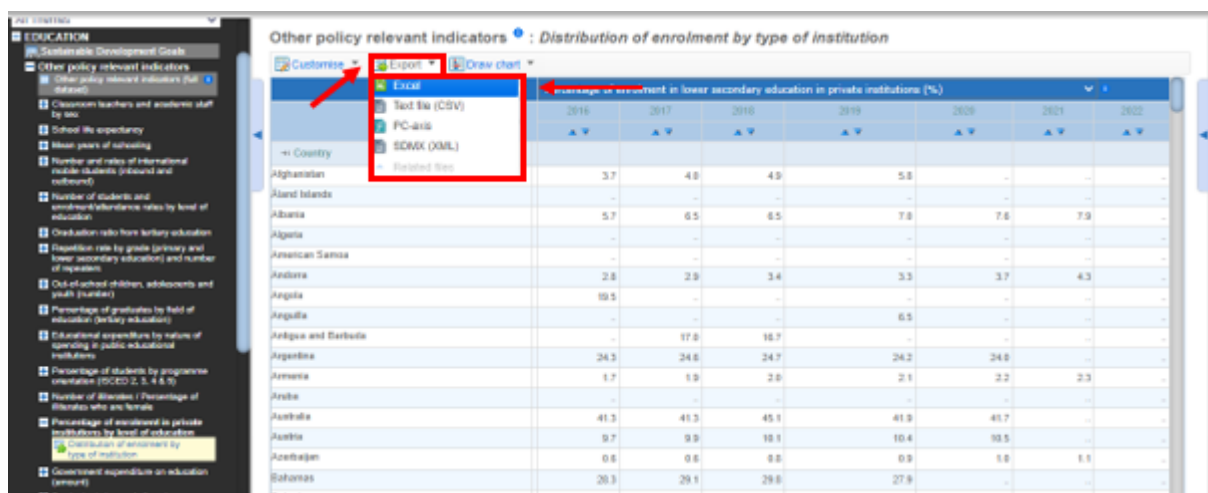 EDUCATION
Sustainable Development Goals
Other policy relevant indicators
Other policy relevant indicators (full dataset)
Classroom teachers and academic staff
by sex
School life expectancy
Mean years of schooling
Number and rates of international
mobile students (inbound and
outbound)
Number of students and
enrolment/attendance rates by level of
education
Graduation ratio from tertiary education
Repetition rate by grade (primary and
lower secondary education) and number
of repeaters
Out-of-school children, adolescents and
youth (number)
Percentage of graduates by field of
education (tertiary education)
Educational expenditure by nature of
spending in public educational
institutions
Percentage of students by programme
orientation (ISCED 2, 3, 4 & 5)
Number of illiterates / Percentage of
illiterates who are female
Percentage of enrolment in private
institutions by level of education
Distribution of enrolment by
type of institution
Government expenditure on education
(amount)
Other policy relevant indicators : Distribution of enrolment by type of institution
Customise Export Draw chart
Excel
Text file (CSV)
PC-axis
SDMX (XML)
Related files
enrolment in lower secondary education in private institutions (%)
2016 2017 2018 2019 2020 2021 2022
Country
Afghanistan 3.7 4.0 4.9 5.8 .. .. ..
Åland Islands .. .. .. .. .. .. ..
Albania 5.7 6.5 6.5 7.8 7.6 7.9 ..
Algeria .. .. .. .. .. .. ..
American Samoa .. .. .. .. .. .. ..
Andorra 2.8 2.9 3.4 3.3 3.7 4.3 ..
Angola 19.5 .. .. .. .. .. ..
Anguilla .. .. .. 6.5 .. .. ..
Antigua and Barbuda .. 17.0 16.7 .. .. .. ..
Argentina 24.3 24.6 24.7 24.2 24.0 .. ..
Armenia 1.7 1.9 2.0 2.1 2.2 2.3 ..
Aruba .. .. .. .. .. .. ..
Australia 41.3 41.3 45.1 41.9 41.7 .. ..
Austria 9.7 9.9 10.1 10.4 10.5 .. ..
Azerbaijan 0.6 0.6 0.8 0.9 1.0 1.1 ..
Bahamas 28.3 29.1 29.0 27.9 .. .. ..